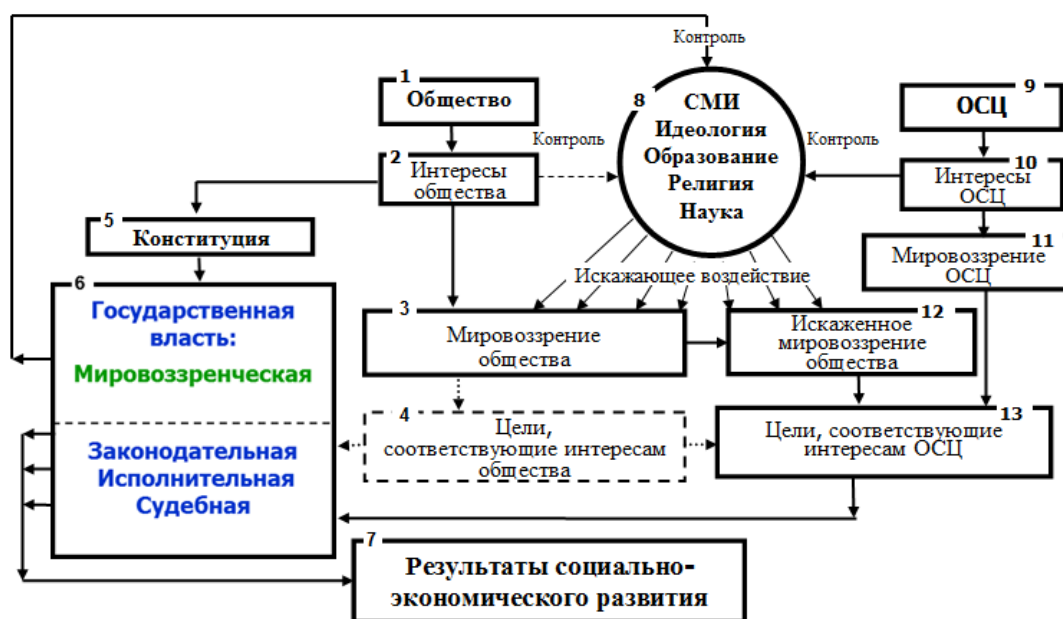 Контроль
1
Общество
8
СМИ
Идеология
Образование
Религия
Наука
9
ОСЦ
Контроль
Контроль
2
Интересы
общества
10
Интересы
ОСЦ
5
Конституция
11
Мировоззрение
ОСЦ
Искажающее воздействие
6
Государственная
власть:
Мировоззренческая
Законодательная
Исполнительная
Судебная
3
Мировоззрение
общества
12
Искаженное
мировоззрение
общества
4
Цели,
соответствующие интересам
общества
13
Цели, соответствующие
интересам ОСЦ
7
Результаты социально-
экономического развития